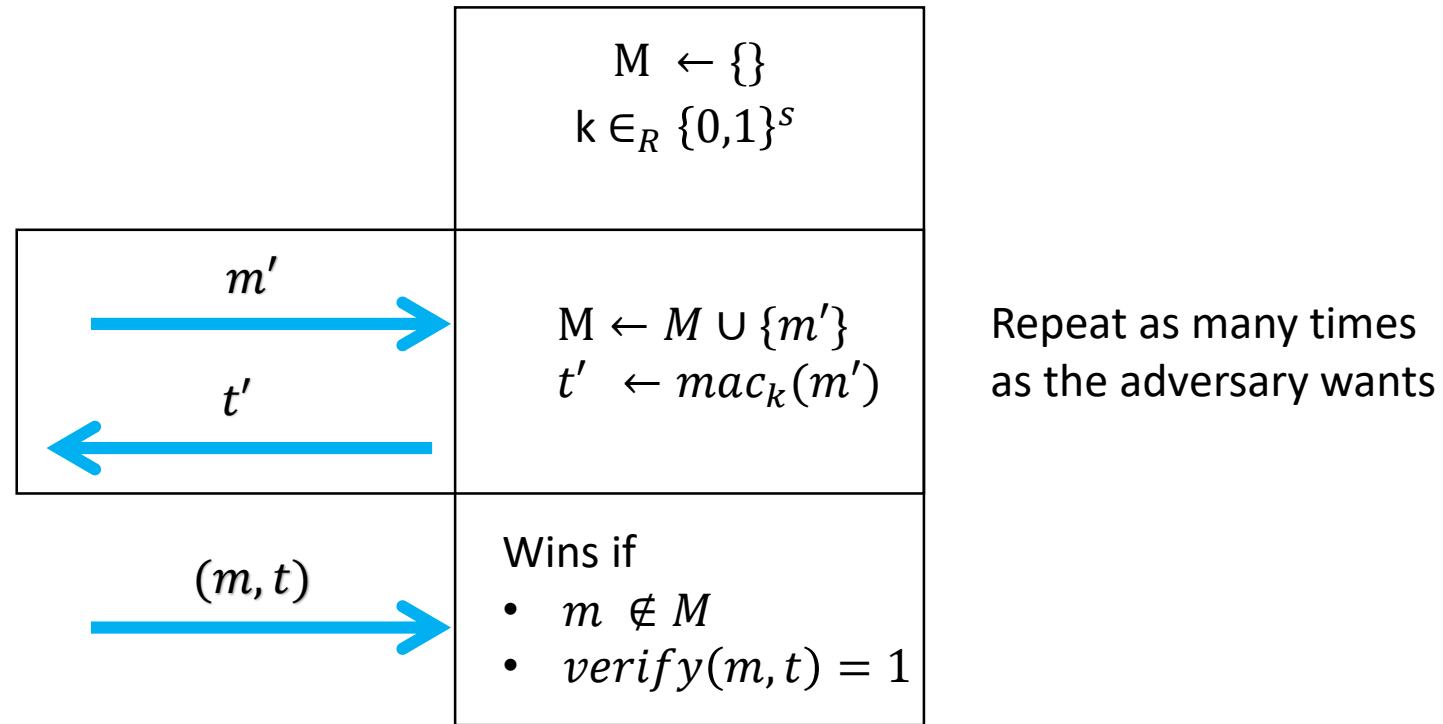 M ← {}
k ∈_R {0,1}^s
m′
M ← M ∪ {m′}
t′ ← mac_k(m′)
t′
Repeat as many times
as the adversary wants
(m, t)
Wins if
• m ∉ M
• verify(m, t) = 1